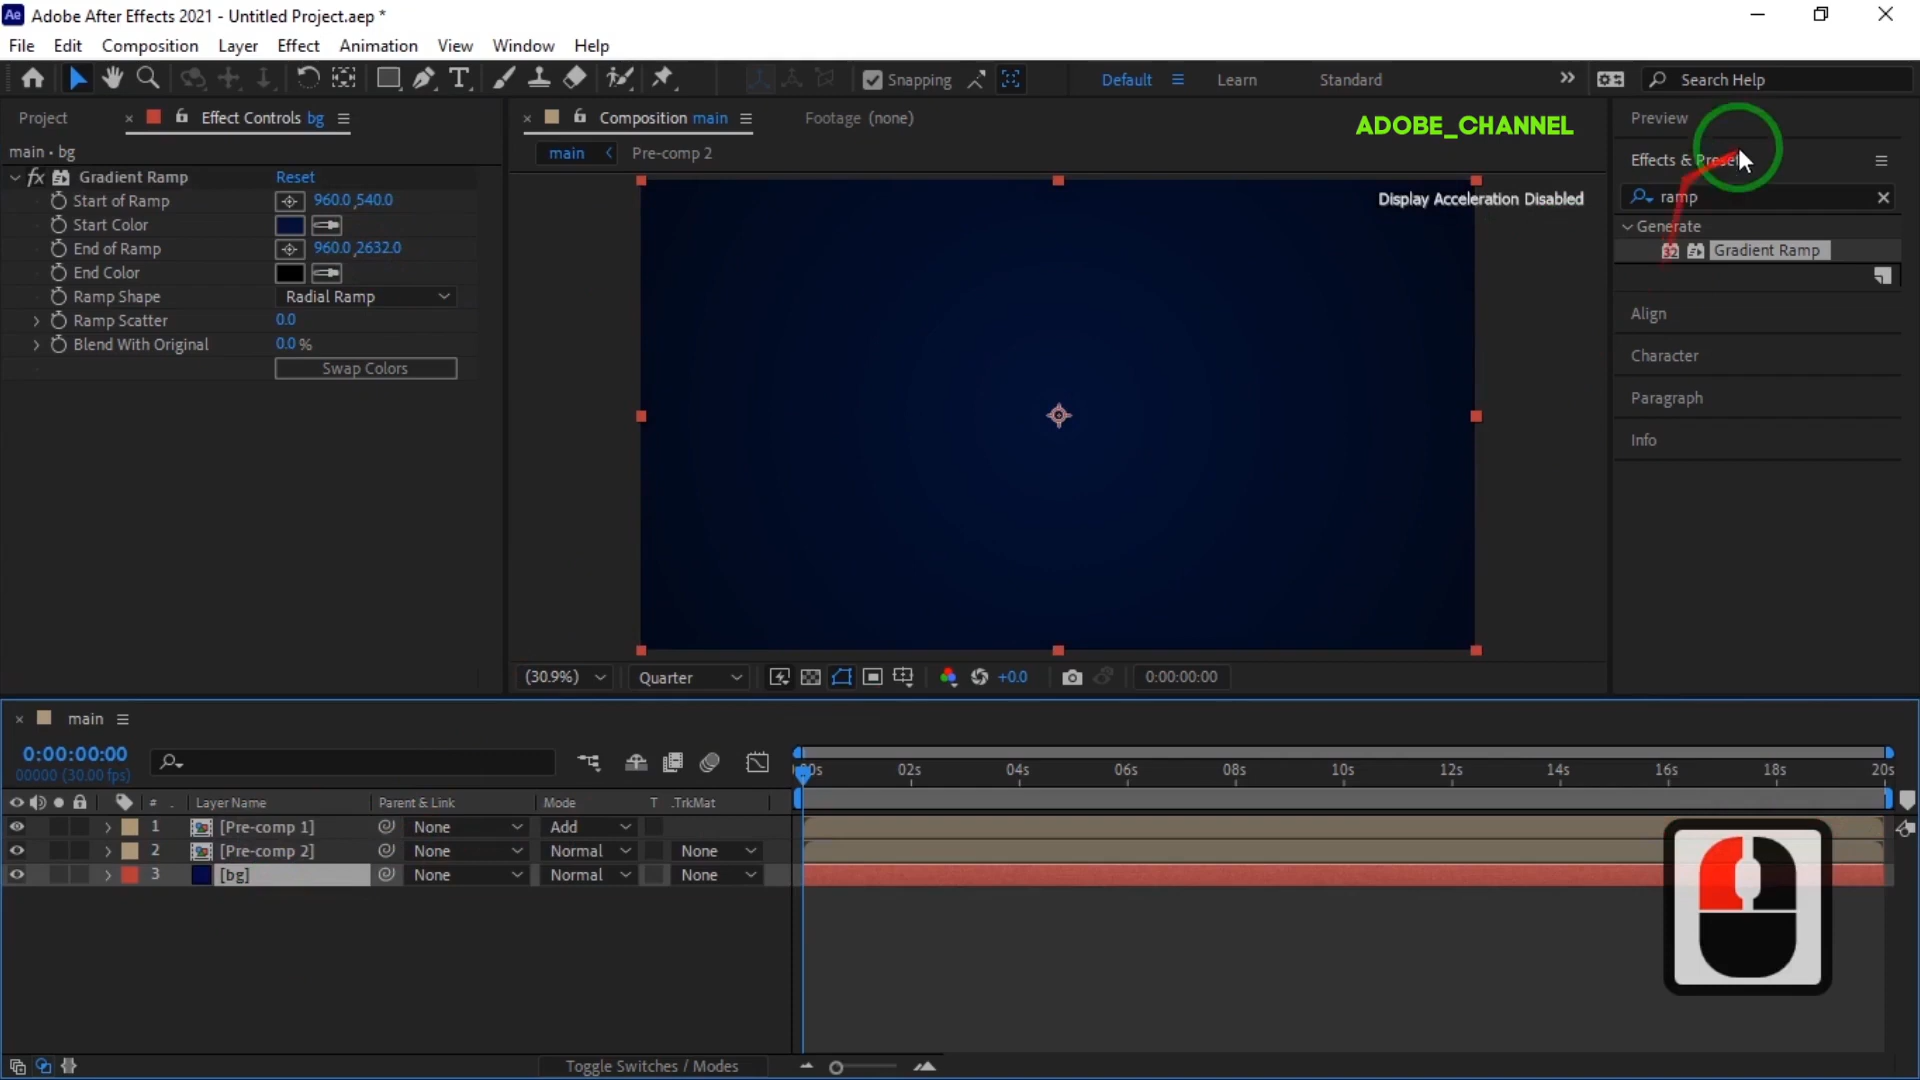 Ae Adobe After Effects 2021 - Untitled Project.aep *
File Edit Composition Layer Effect Animation View Window Help
Snapping Default Learn Standard Search Help
Project Effect Controls bg
Composition main Footage (none)
ADOBE_CHANNEL
Preview
main • bg
main Pre-comp 2
Effects & Preset
fx Gradient Ramp Reset
Display Acceleration Disabled
ramp
Start of Ramp 960.0,540.0
Start Color
Generate
End of Ramp 960.0,2632.0
32 Gradient Ramp
End Color
Ramp Shape Radial Ramp
Align
Ramp Scatter 0.0
Blend With Original 0.0 %
Character
Swap Colors
Paragraph
Info
(30.9%) Quarter +0.0 0:00:00:00
main
0:00:00:00
00000 (30.00 fps)
02s 04s 06s 08s 10s 12s 14s 16s 18s 20s
# Layer Name Parent & Link Mode T .TrkMat
1 [Pre-comp 1] None Add
2 [Pre-comp 2] None Normal None
3 [bg] None Normal None
Toggle Switches / Modes